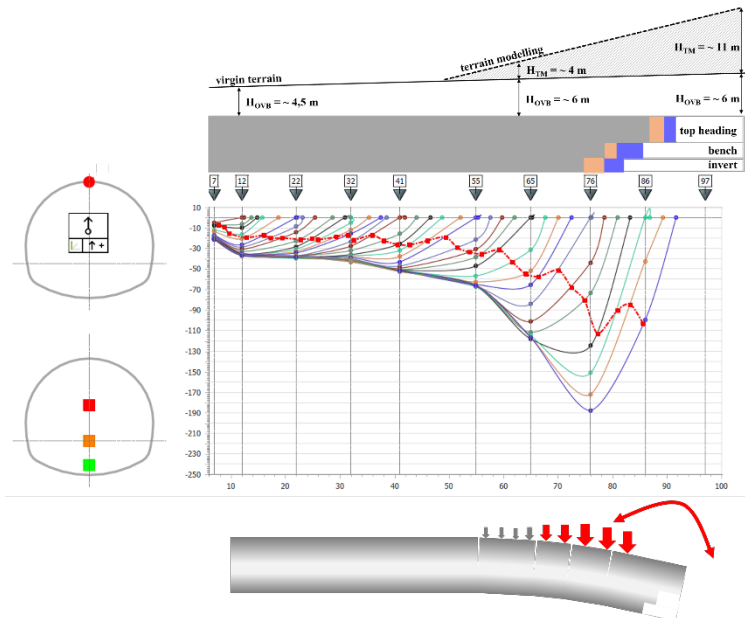 terrain modelling
virgin terrain
H_TM = ~ 4 m
H_TM = ~ 11 m
H_OVB = ~ 4,5 m
H_OVB = ~ 6 m
H_OVB = ~ 6 m
top heading
bench
invert
7 12 22 32 41 55 65 76 86 97
10
-10
-30
-50
-70
-90
-110
-130
-150
-170
-190
-210
-230
-250
10 20 30 40 50 60 70 80 90 100